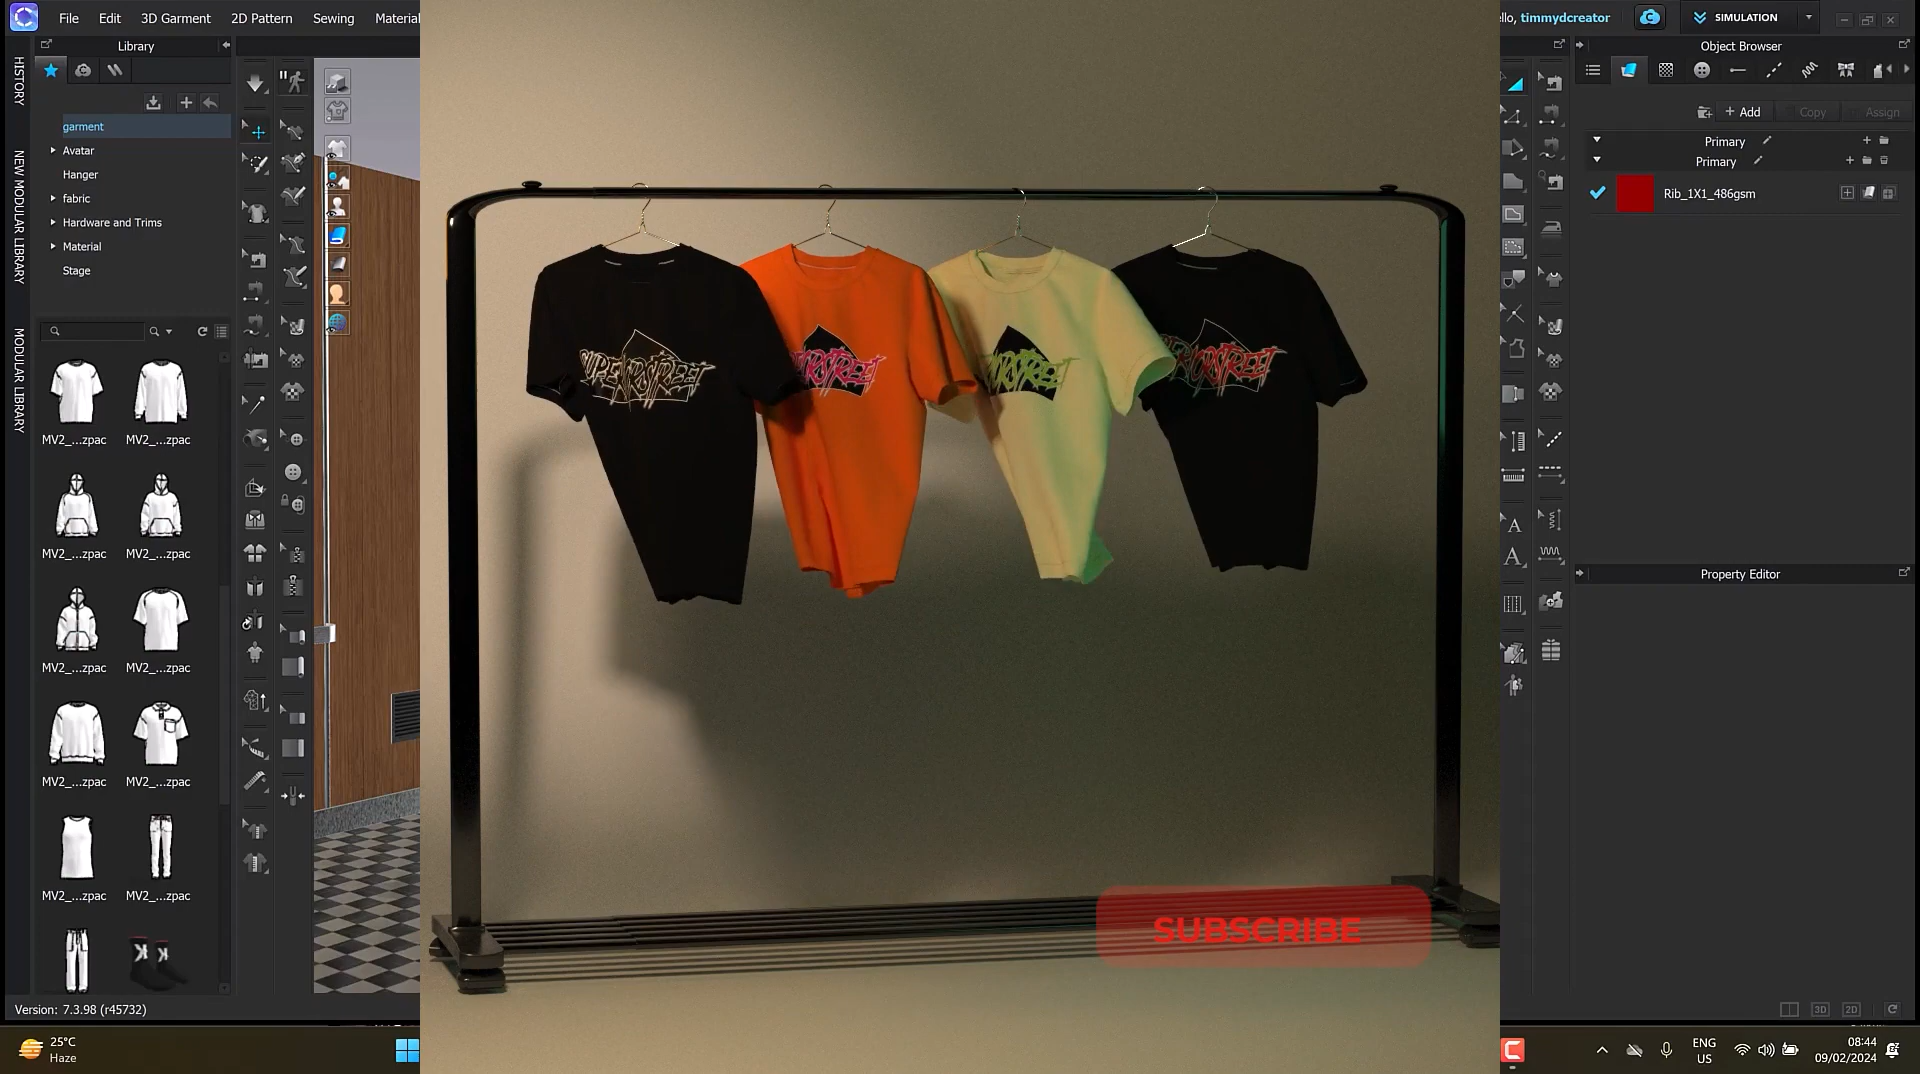 File Edit 3D Garment 2D Pattern Sewing Material
Library
HISTORY
NEW MODULAR LIBRARY
MODULAR LIBRARY
garment
Avatar
Hanger
fabric
Hardware and Trims
Material
Stage
MV2_...zpac MV2_...zpac
MV2_...zpac MV2_...zpac
MV2_...zpac MV2_...zpac
MV2_...zpac MV2_...zpac
MV2_...zpac MV2_...zpac
Version: 7.3.98 (r45732)
25°C
Haze
SUPERIORSTREET
SUBSCRIBE
llo, timmydcreator
SIMULATION
Object Browser
+ Add Copy Assign
Primary
Primary
Rib_1X1_486gsm
Property Editor
3D 2D
ENG
US
08:44
09/02/2024